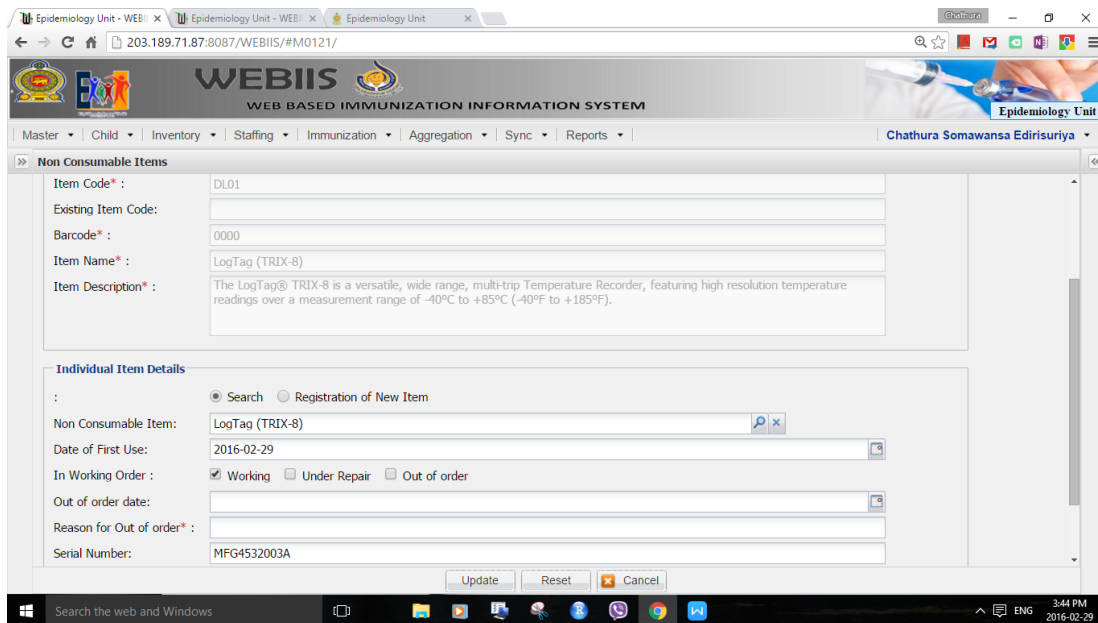 Epidemiology Unit - WEBI
Epidemiology Unit - WEBI
Epidemiology Unit
Chathura
203.189.71.87:8087/WEBIIS/#M0121/
WEBIIS
WEB BASED IMMUNIZATION INFORMATION SYSTEM
Epidemiology Unit
Master Child Inventory Staffing Immunization Aggregation Sync Reports Chathura Somawansa Edirisuriya
Non Consumable Items
Item Code* : DL01
Existing Item Code:
Barcode* : 0000
Item Name* : LogTag (TRIX-8)
Item Description* : The LogTag® TRIX-8 is a versatile, wide range, multi-trip Temperature Recorder, featuring high resolution temperature
readings over a measurement range of -40°C to +85°C (-40°F to +185°F).
Individual Item Details
: Search Registration of New Item
Non Consumable Item: LogTag (TRIX-8)
Date of First Use: 2016-02-29
In Working Order : Working Under Repair Out of order
Out of order date:
Reason for Out of order* :
Serial Number: MFG4532003A
Update Reset Cancel
Search the web and Windows
ENG
3:44 PM
2016-02-29